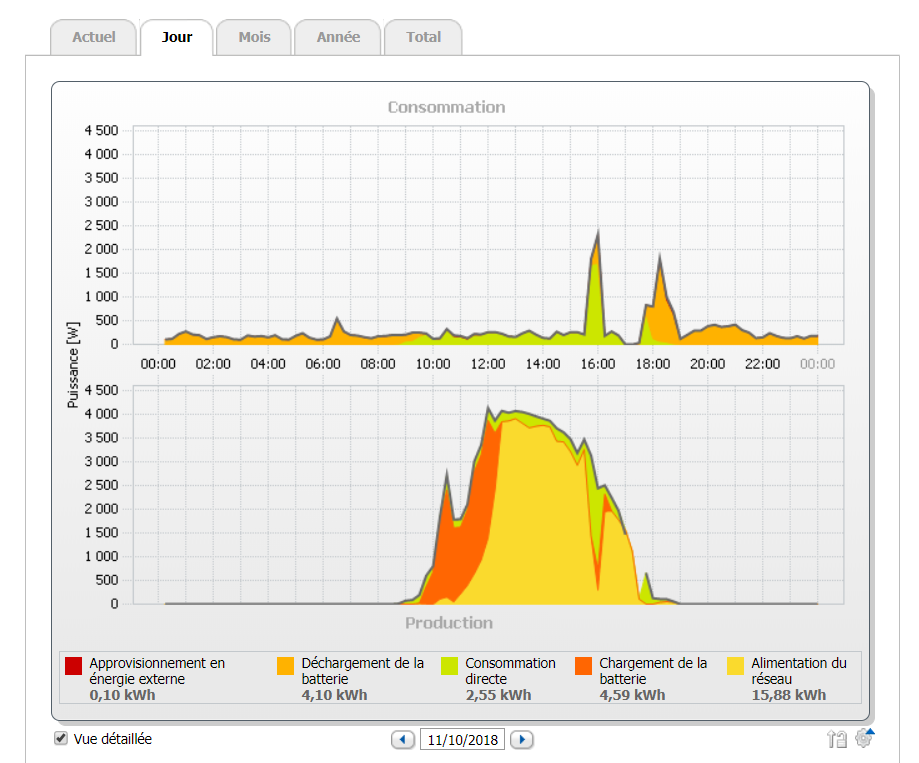 Actuel Jour Mois Année Total
Consommation
4 500
4 000
3 500
3 000
2 500
2 000
1 500
1 000
500
0
00:00 02:00 04:00 06:00 08:00 10:00 12:00 14:00 16:00 18:00 20:00 22:00 00:00
Puissance [W]
4 500
4 000
3 500
3 000
2 500
2 000
1 500
1 000
500
0
Production
Approvisionnement en
énergie externe
0,10 kWh
Déchargement de la
batterie
4,10 kWh
Consommation
directe
2,55 kWh
Chargement de la
batterie
4,59 kWh
Alimentation du
réseau
15,88 kWh
Vue détaillée
11/10/2018